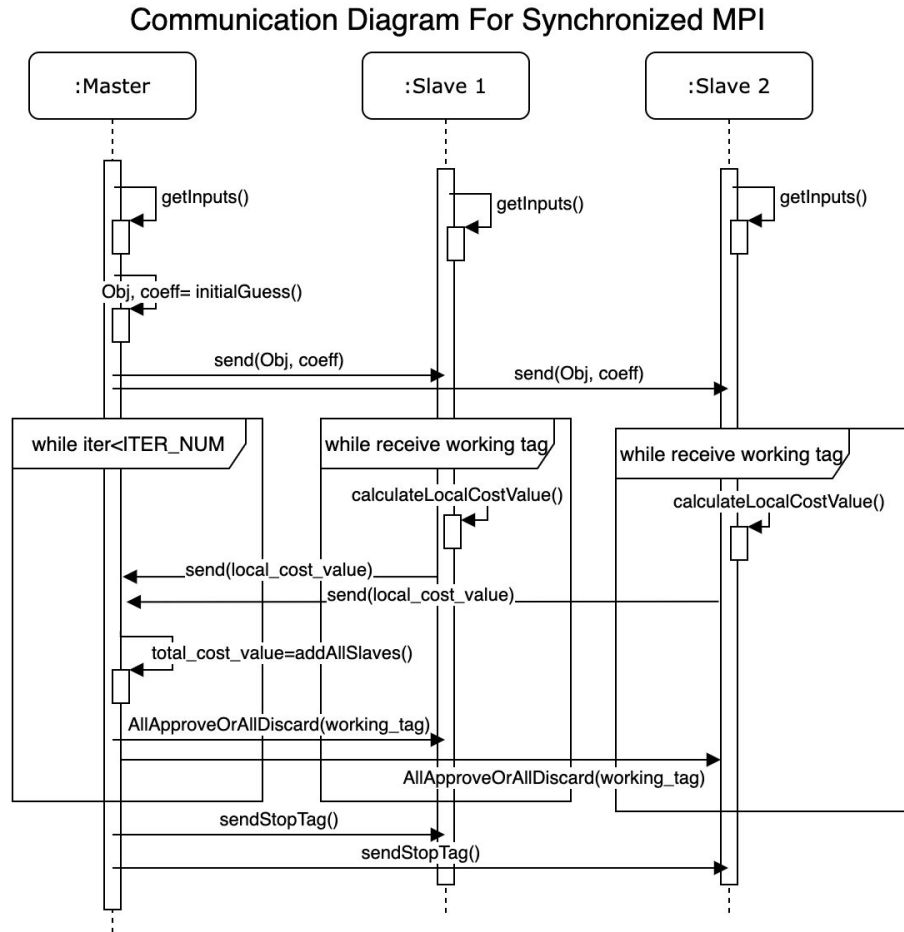 Communication Diagram For Synchronized MPI
:Master
:Slave 1
:Slave 2
getInputs()
getInputs()
getInputs()
Obj, coeff= initialGuess()
send(Obj, coeff)
send(Obj, coeff)
while iter<ITER_NUM
while receive working tag
while receive working tag
calculateLocalCostValue()
calculateLocalCostValue()
send(local_cost_value)
send(local_cost_value)
total_cost_value=addAllSlaves()
AllApproveOrAllDiscard(working_tag)
AllApproveOrAllDiscard(working_tag)
sendStopTag()
sendStopTag()